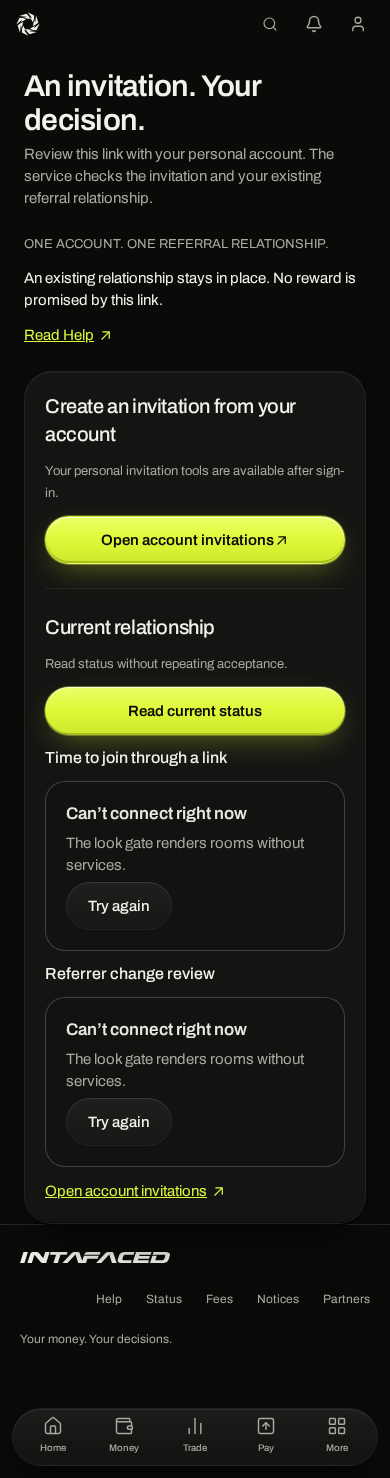 An invitation. Your
decision.
Review this link with your personal account. The
service checks the invitation and your existing
referral relationship.
ONE ACCOUNT. ONE REFERRAL RELATIONSHIP.
An existing relationship stays in place. No reward is
promised by this link.
Read Help
Create an invitation from your
account
Your personal invitation tools are available after sign-
in.
Open account invitations
Current relationship
Read status without repeating acceptance.
Read current status
Time to join through a link
Can’t connect right now
The look gate renders rooms without
services.
Try again
Referrer change review
Can’t connect right now
The look gate renders rooms without
services.
Try again
Open account invitations
INTAFACED
Help Status Fees Notices Partners
Your money. Your decisions.
Home Money Trade Pay More